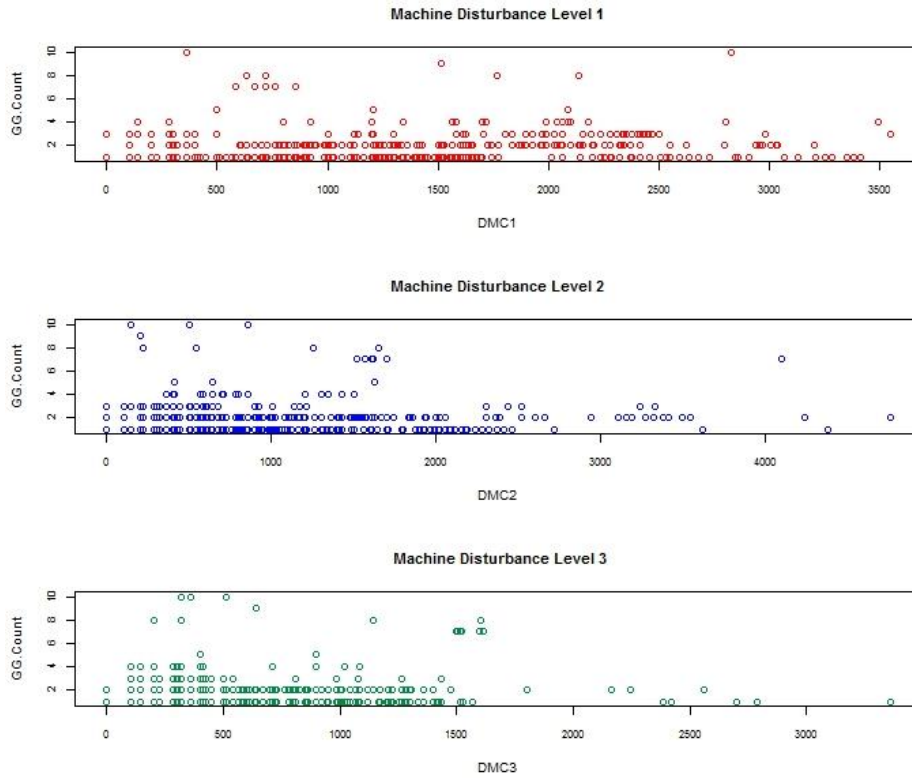 Machine Disturbance Level 1
GG.Count
10
8
6
4
2
0 500 1000 1500 2000 2500 3000 3500
DMC1
Machine Disturbance Level 2
GG.Count
10
8
6
4
2
0 1000 2000 3000 4000
DMC2
Machine Disturbance Level 3
GG.Count
10
8
6
4
2
0 500 1000 1500 2000 2500 3000
DMC3